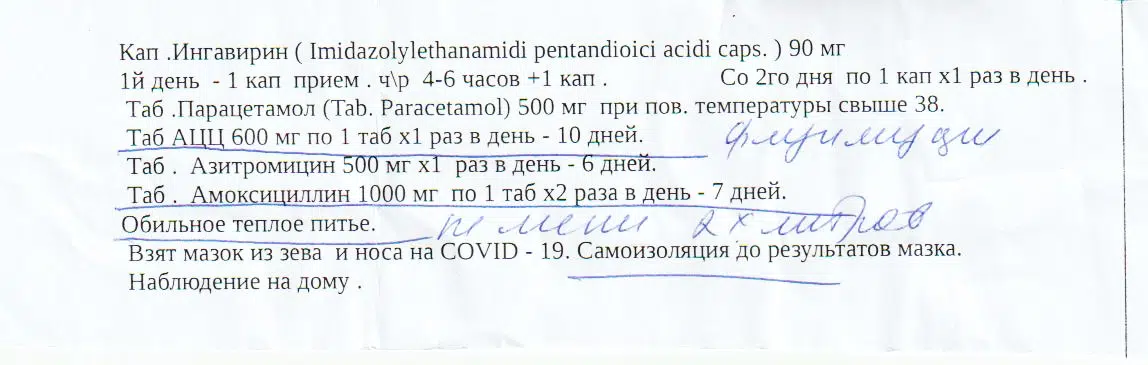 Кап .Ингавирин ( Imidazolylethanamidi pentandioici acidi caps. ) 90 мг
1й день - 1 кап прием . ч\р 4-6 часов +1 кап . Со 2го дня по 1 кап х1 раз в день .
Таб .Парацетамол (Tab. Paracetamol) 500 мг при пов. температуры свыше 38.
Таб АЦЦ 600 мг по 1 таб х1 раз в день - 10 дней. флуимуцил
Таб . Азитромицин 500 мг х1 раз в день - 6 дней.
Таб . Амоксициллин 1000 мг по 1 таб х2 раза в день - 7 дней.
Обильное теплое питье. не менее 2х литров
Взят мазок из зева и носа на COVID - 19. Самоизоляция до результатов мазка.
Наблюдение на дому .